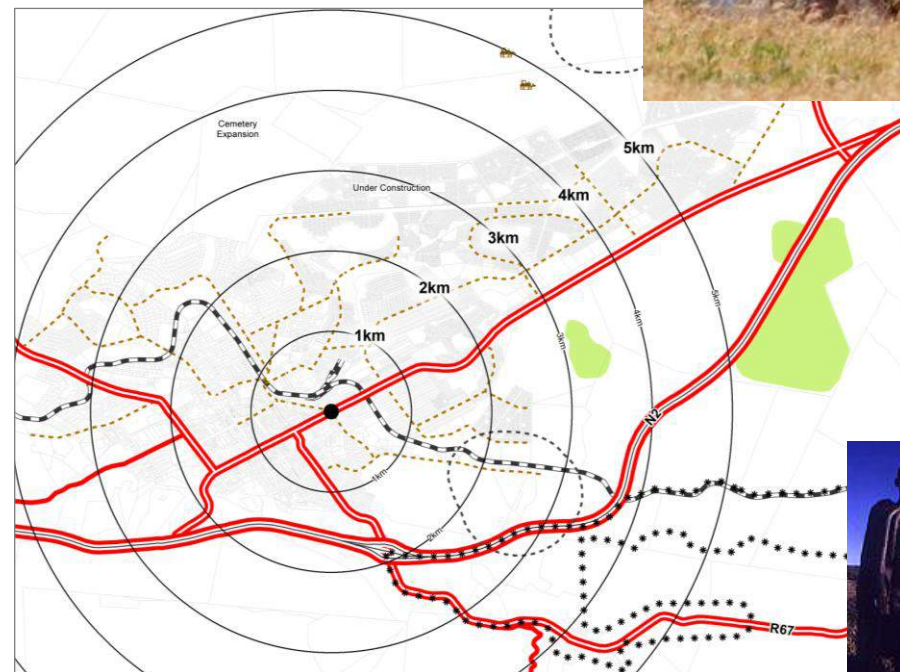 Cemetery
Expansion
5km
Under Construction
4km
3km
2km
5km
4km
1km
3km
N2
1km
2km
R67